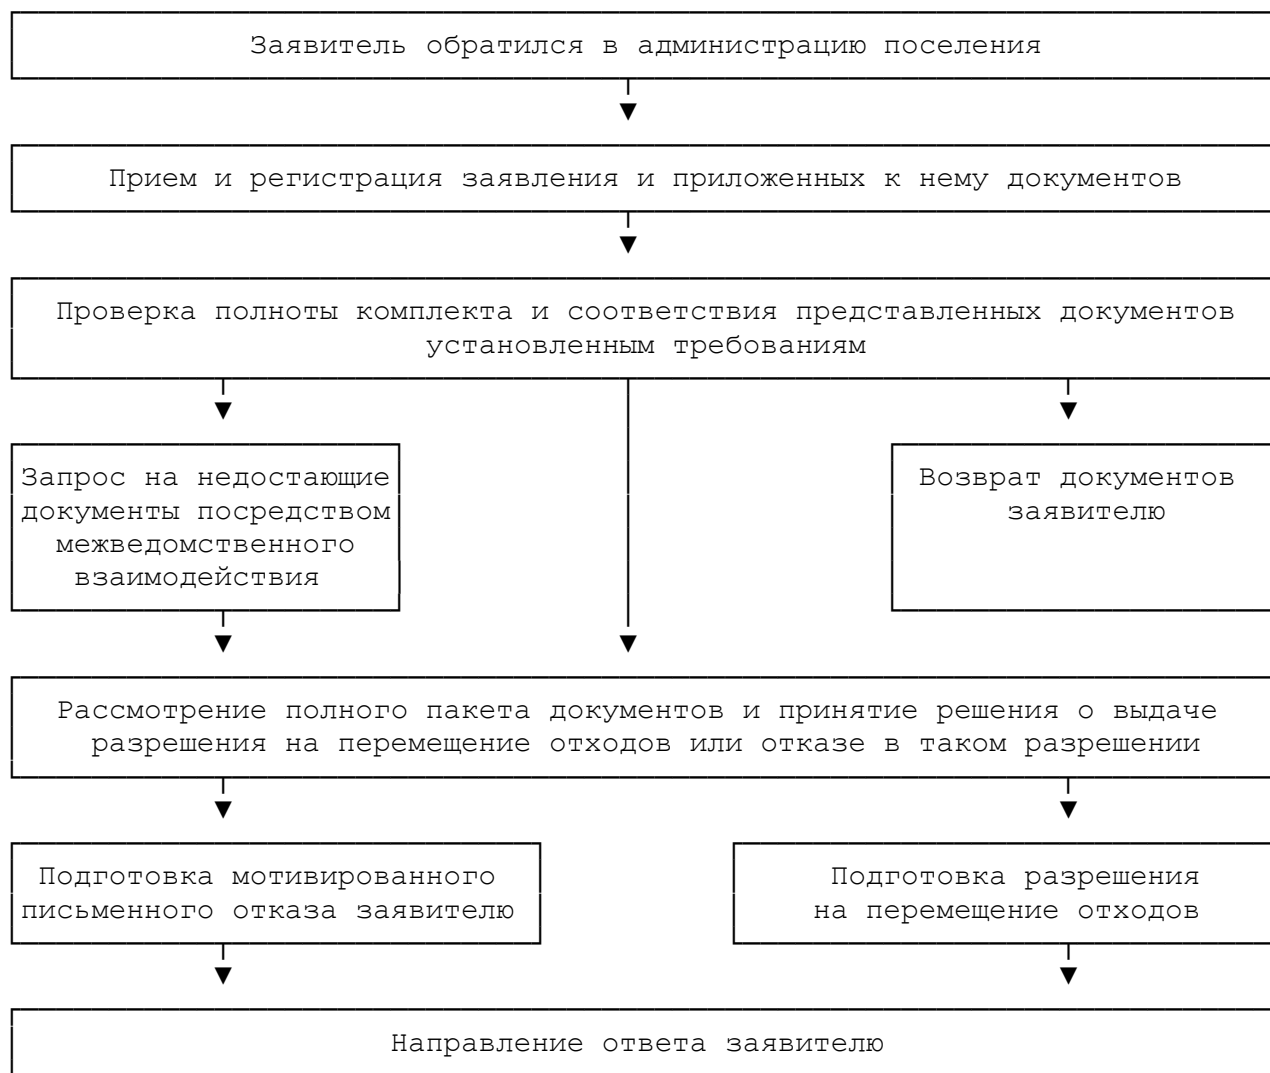 Заявитель обратился в администрацию поселения
Прием и регистрация заявления и приложенных к нему документов
Проверка полноты комплекта и соответствия представленных документов
установленным требованиям
Запрос на недостающие
документы посредством
межведомственного
взаимодействия
Возврат документов
заявителю
Рассмотрение полного пакета документов и принятие решения о выдаче
разрешения на перемещение отходов или отказе в таком разрешении
Подготовка мотивированного
письменного отказа заявителю
Подготовка разрешения
на перемещение отходов
Направление ответа заявителю